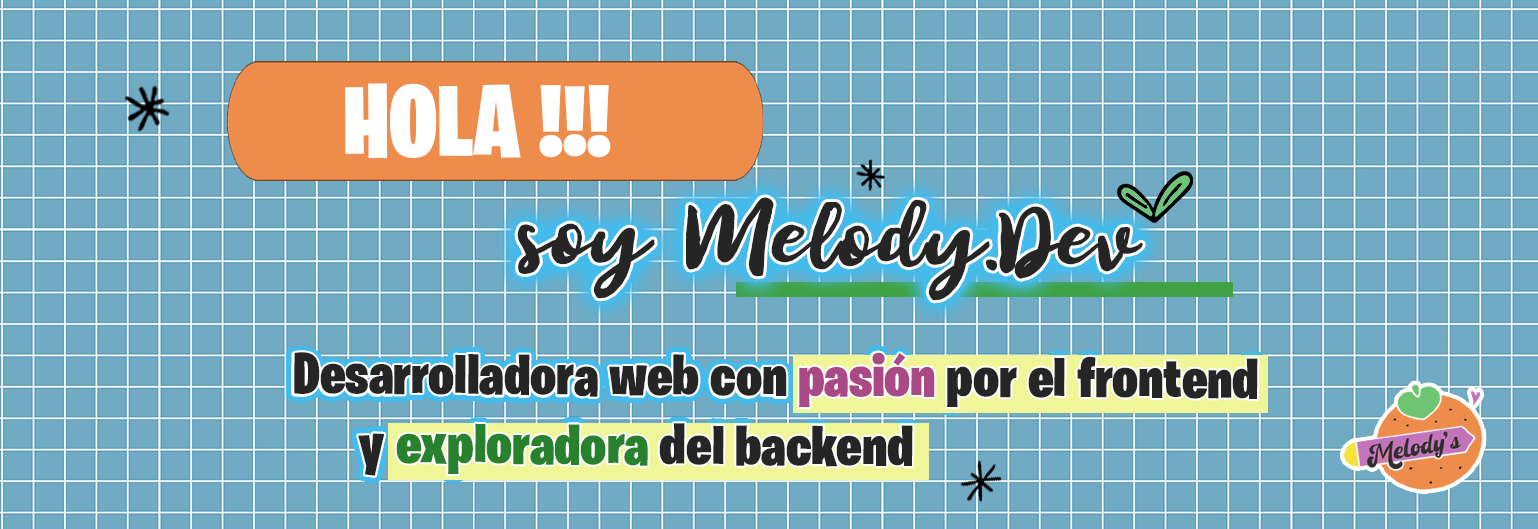 HOLA !!!
soy Melody.Dev
Desarrolladora web con pasión por el frontend
y exploradora del backend
Melody's